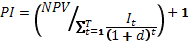 PI = (NPV / ∑_{t=1}^{T} I_t / (1 + d)^t) + 1